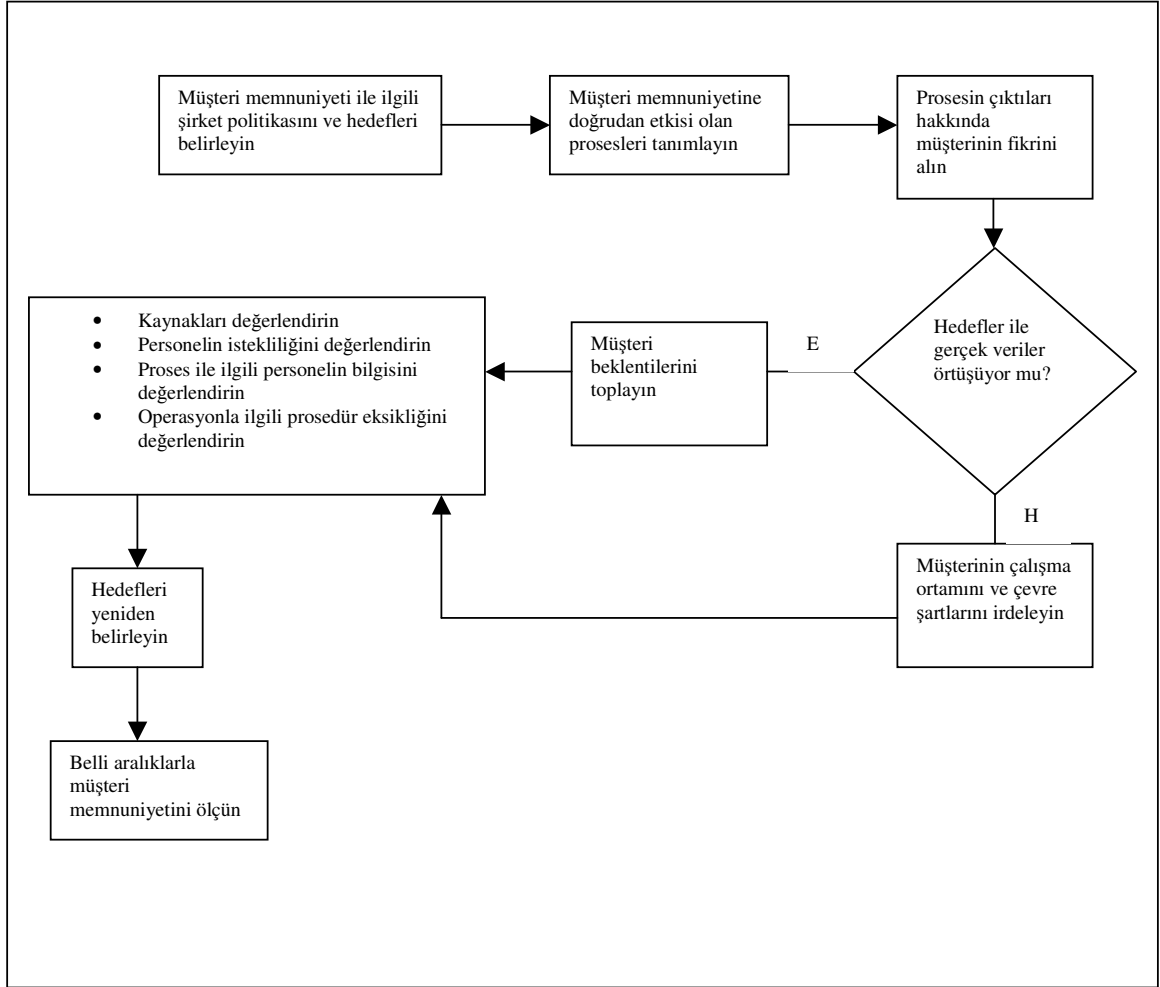 Müşteri memnuniyeti ile ilgili
şirket politikasını ve hedefleri
belirleyin
Müşteri memnuniyetine
doğrudan etkisi olan
prosesleri tanımlayın
Prosesin çıktıları
hakkında
müşterinin fikrini
alın
Hedefler ile
gerçek veriler
örtüşüyor mu?
E
Müşteri
beklentilerini
toplayın
• Kaynakları değerlendirin
• Personelin istekliliğini değerlendirin
• Proses ile ilgili personelin bilgisini
değerlendirin
• Operasyonla ilgili prosedür eksikliğini
değerlendirin
H
Müşterinin çalışma
ortamını ve çevre
şartlarını irdeleyin
Hedefleri
yeniden
belirleyin
Belli aralıklarla
müşteri
memnuniyetini ölçün